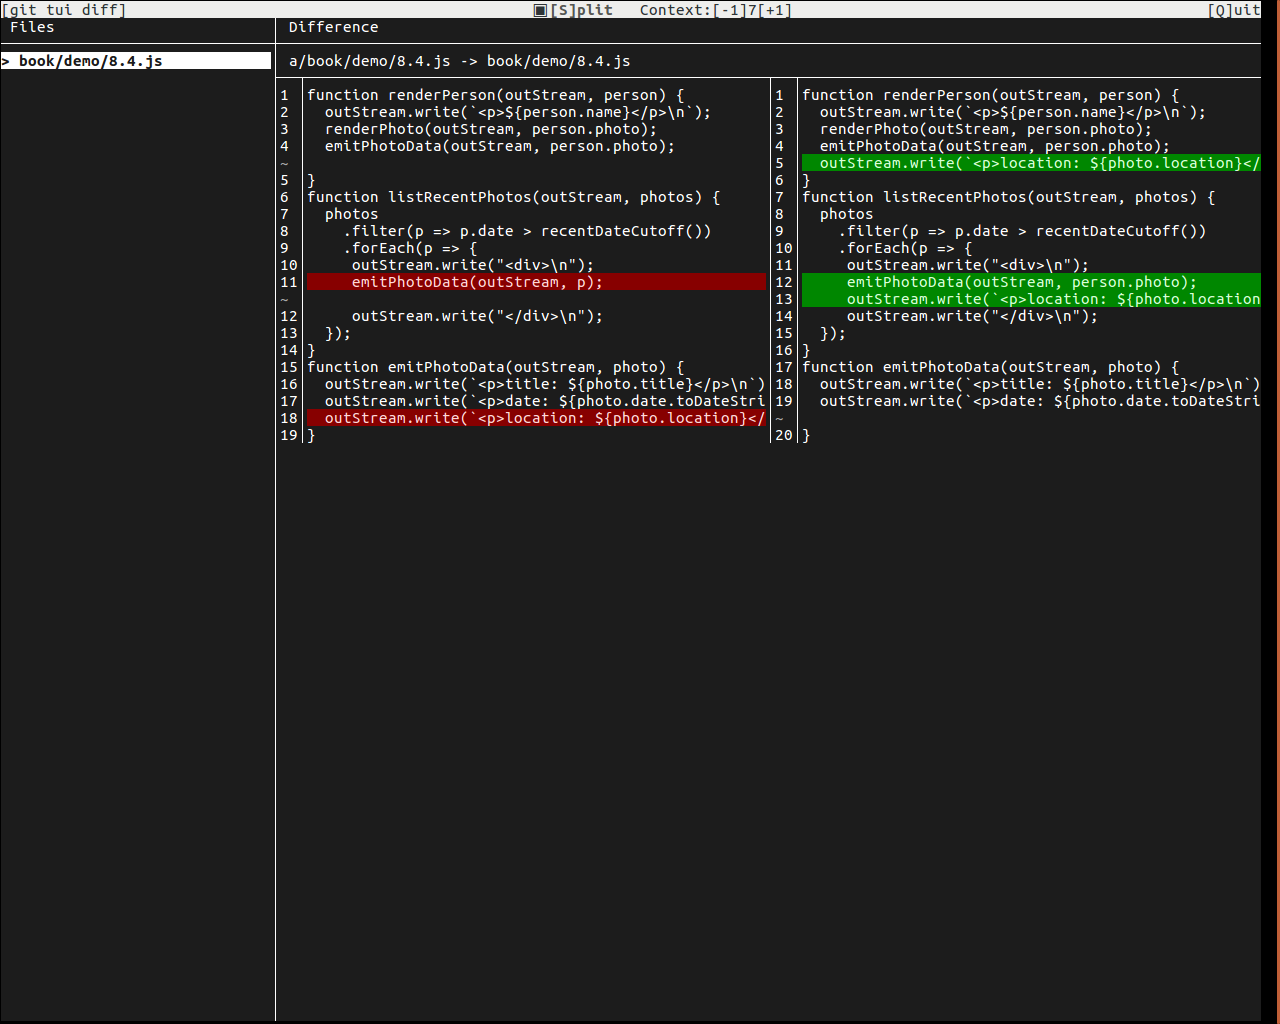 [git tui diff] ▣[S]plit Context:[-1]7[+1] [Q]uit
Files
Difference
> book/demo/8.4.js
a/book/demo/8.4.js -> book/demo/8.4.js
1 function renderPerson(outStream, person) {
2   outStream.write(`<p>${person.name}</p>\n`);
3   renderPhoto(outStream, person.photo);
4   emitPhotoData(outStream, person.photo);
~
5 }
6 function listRecentPhotos(outStream, photos) {
7   photos
8     .filter(p => p.date > recentDateCutoff())
9     .forEach(p => {
10      outStream.write("<div>\n");
11      emitPhotoData(outStream, p);
~
12      outStream.write("</div>\n");
13   });
14 }
15 function emitPhotoData(outStream, photo) {
16   outStream.write(`<p>title: ${photo.title}</p>\n`)
17   outStream.write(`<p>date: ${photo.date.toDateStri
18   outStream.write(`<p>location: ${photo.location}</
19 }
1 function renderPerson(outStream, person) {
2   outStream.write(`<p>${person.name}</p>\n`);
3   renderPhoto(outStream, person.photo);
4   emitPhotoData(outStream, person.photo);
5   outStream.write(`<p>location: ${photo.location}</
6 }
7 function listRecentPhotos(outStream, photos) {
8   photos
9     .filter(p => p.date > recentDateCutoff())
10    .forEach(p => {
11      outStream.write("<div>\n");
12      emitPhotoData(outStream, person.photo);
13      outStream.write(`<p>location: ${photo.location
14      outStream.write("</div>\n");
15   });
16 }
17 function emitPhotoData(outStream, photo) {
18   outStream.write(`<p>title: ${photo.title}</p>\n`)
19   outStream.write(`<p>date: ${photo.date.toDateStri
~
20 }